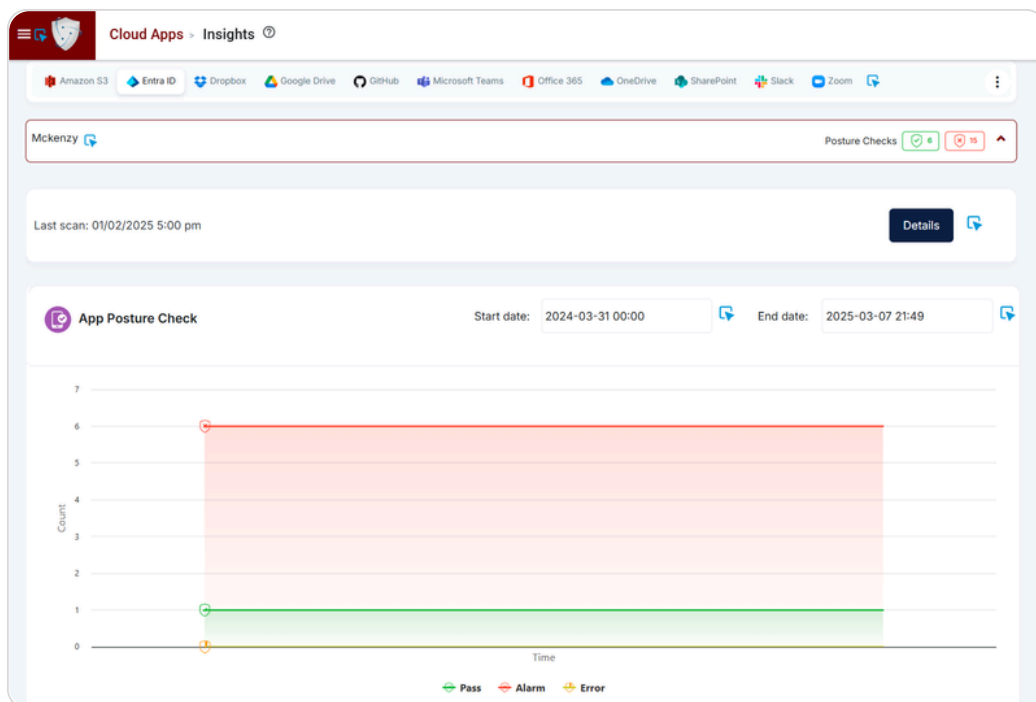 Cloud Apps > Insights ?
Amazon S3 Entra ID Dropbox Google Drive GitHub Microsoft Teams Office 365 OneDrive SharePoint Slack Zoom
Mckenzy Posture Checks 6 15
Last scan: 01/02/2025 5:00 pm Details
App Posture Check Start date: 2024-03-31 00:00 End date: 2025-03-07 21:49
7
6
5
4
Count
3
2
1
0
Time
Pass Alarm Error